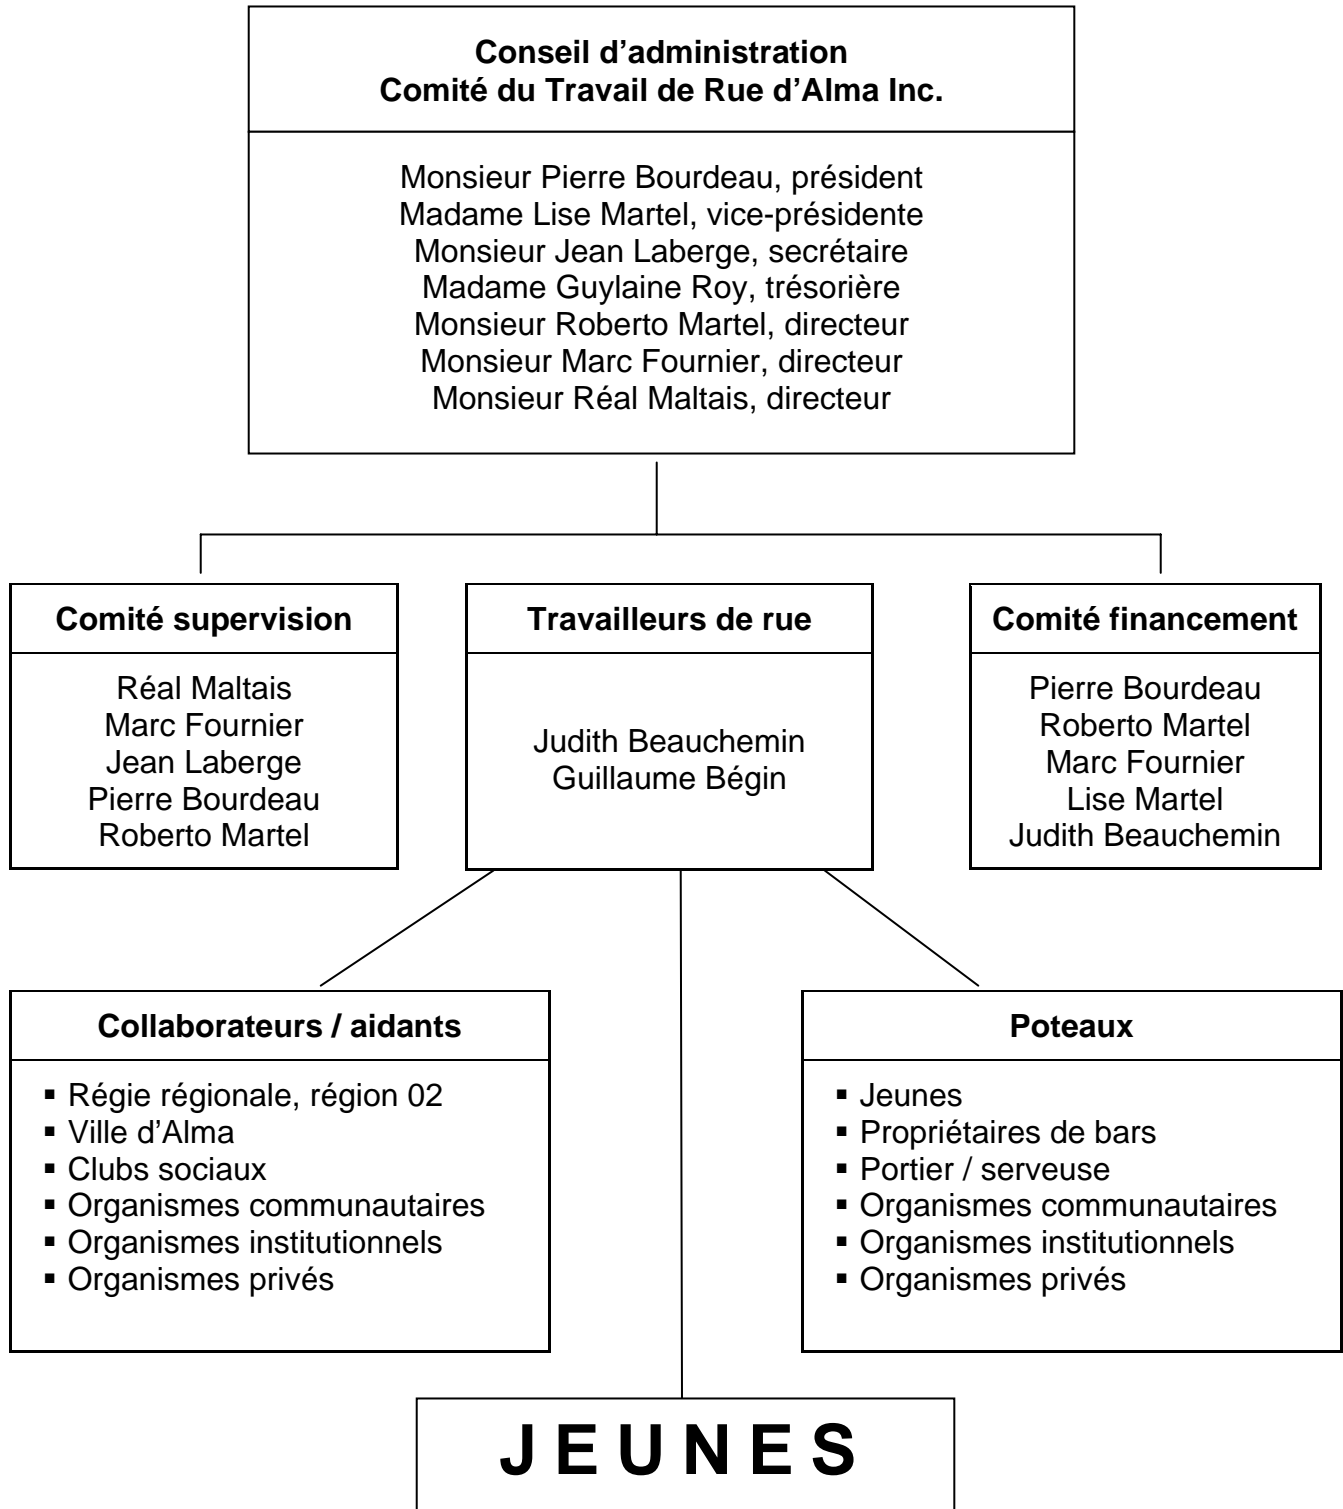 Conseil d’administration
Comité du Travail de Rue d’Alma Inc.
Monsieur Pierre Bourdeau, président
Madame Lise Martel, vice-présidente
Monsieur Jean Laberge, secrétaire
Madame Guylaine Roy, trésorière
Monsieur Roberto Martel, directeur
Monsieur Marc Fournier, directeur
Monsieur Réal Maltais, directeur
Comité supervision
Réal Maltais
Marc Fournier
Jean Laberge
Pierre Bourdeau
Roberto Martel
Travailleurs de rue
Judith Beauchemin
Guillaume Bégin
Comité financement
Pierre Bourdeau
Roberto Martel
Marc Fournier
Lise Martel
Judith Beauchemin
Collaborateurs / aidants
▪ Régie régionale, région 02
▪ Ville d’Alma
▪ Clubs sociaux
▪ Organismes communautaires
▪ Organismes institutionnels
▪ Organismes privés
Poteaux
▪ Jeunes
▪ Propriétaires de bars
▪ Portier / serveuse
▪ Organismes communautaires
▪ Organismes institutionnels
▪ Organismes privés
J E U N E S